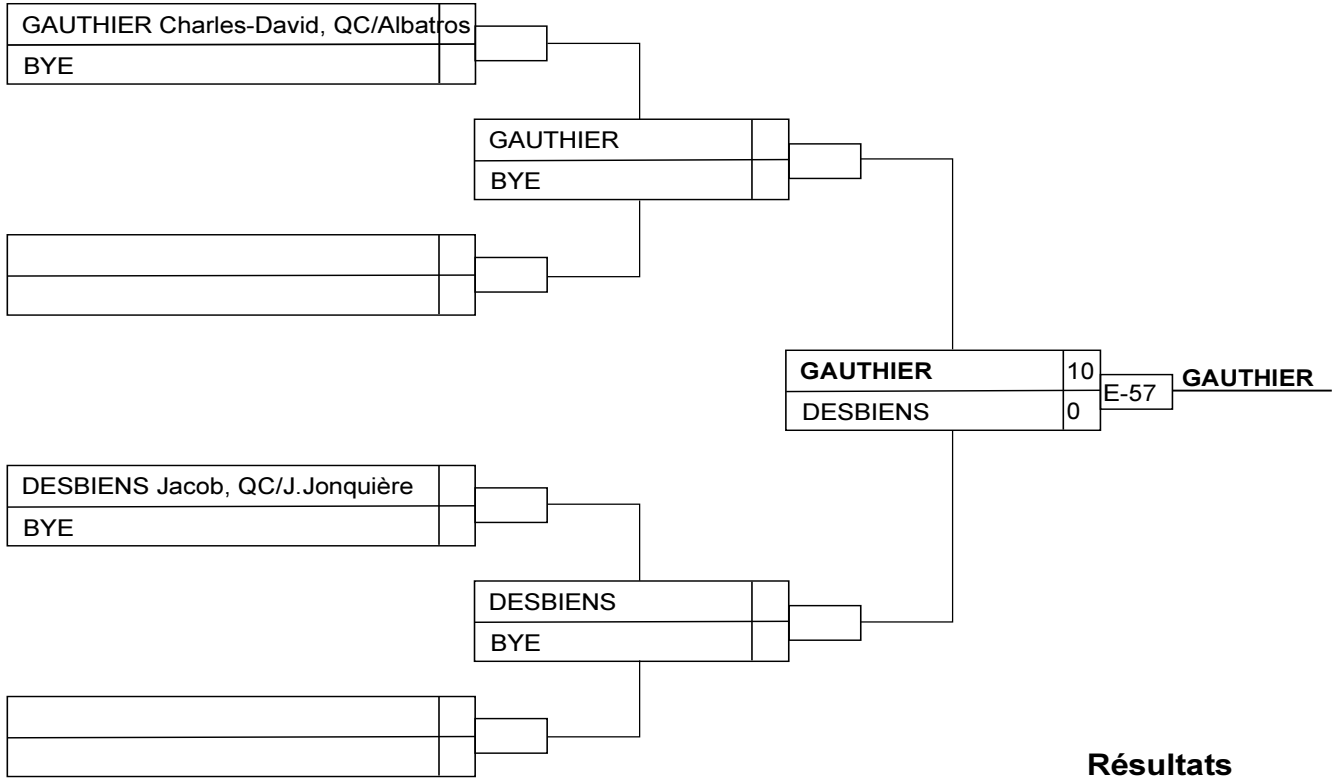 GAUTHIER Charles-David, QC/Albatros
BYE
GAUTHIER
BYE
GAUTHIER 10
DESBIENS 0
E-57
GAUTHIER
DESBIENS Jacob, QC/J.Jonquière
BYE
DESBIENS
BYE
Résultats